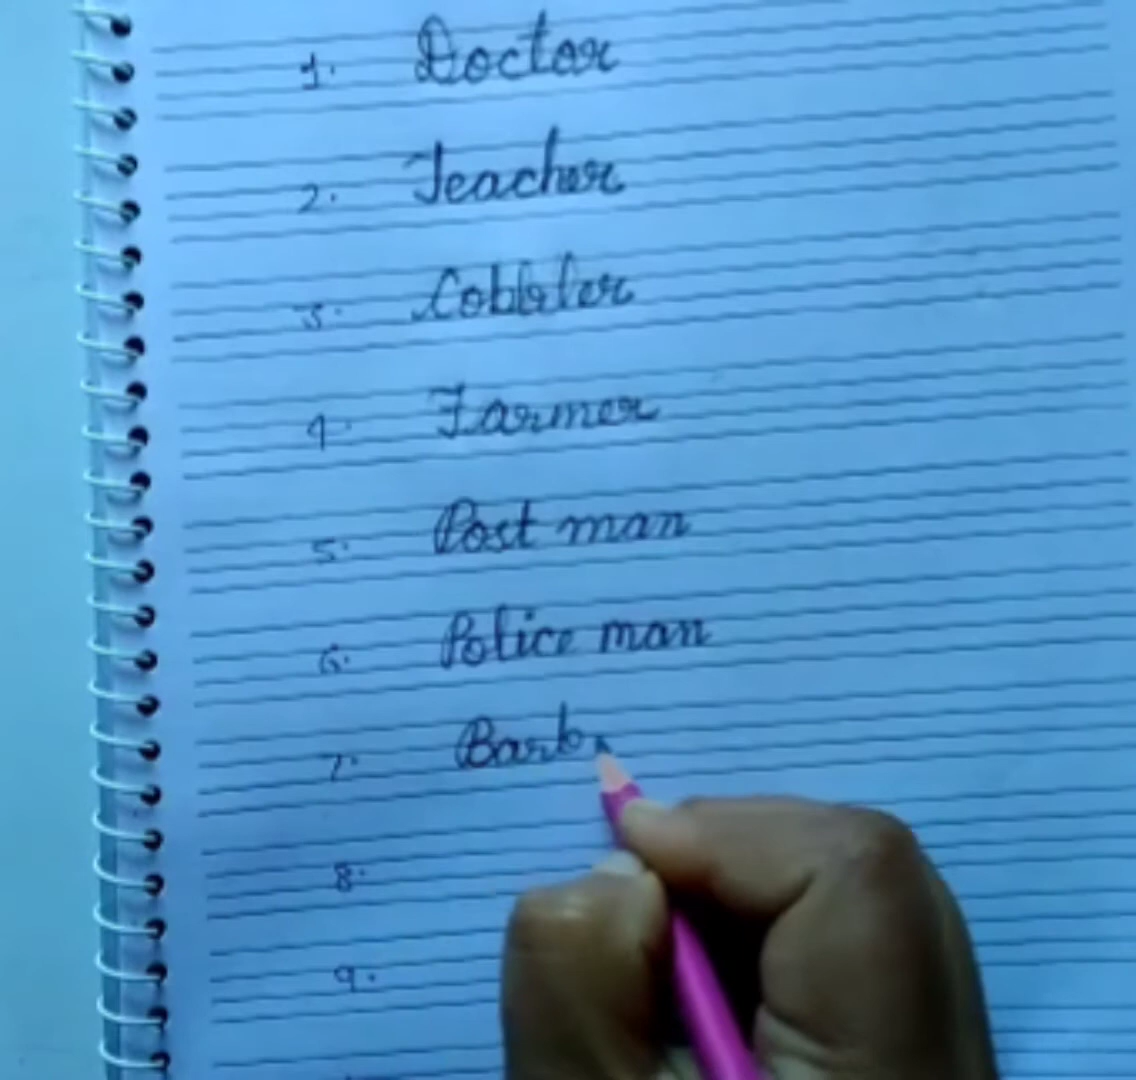 1. Doctor
2. Teacher
3. Cobbler
4. Farmer
5. Post man
6. Police man
7. Barb
8.
9.